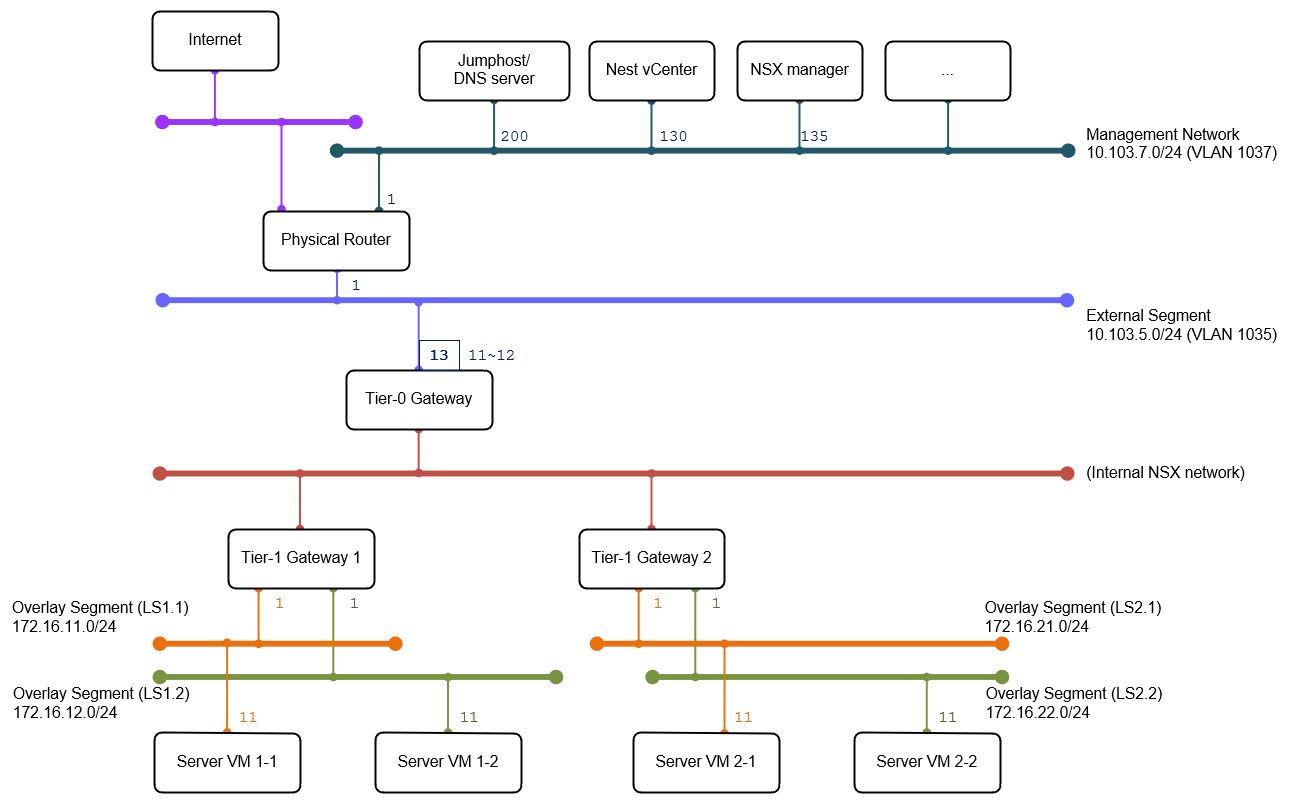 Internet
Jumphost/
DNS server
Nest vCenter
NSX manager
...
200
130
135
Management Network
10.103.7.0/24 (VLAN 1037)
1
Physical Router
1
External Segment
10.103.5.0/24 (VLAN 1035)
13
11~12
Tier-0 Gateway
(Internal NSX network)
Tier-1 Gateway 1
Tier-1 Gateway 2
Overlay Segment (LS1.1)
172.16.11.0/24
1
1
1
1
Overlay Segment (LS2.1)
172.16.21.0/24
Overlay Segment (LS1.2)
172.16.12.0/24
Overlay Segment (LS2.2)
172.16.22.0/24
11
11
11
11
Server VM 1-1
Server VM 1-2
Server VM 2-1
Server VM 2-2